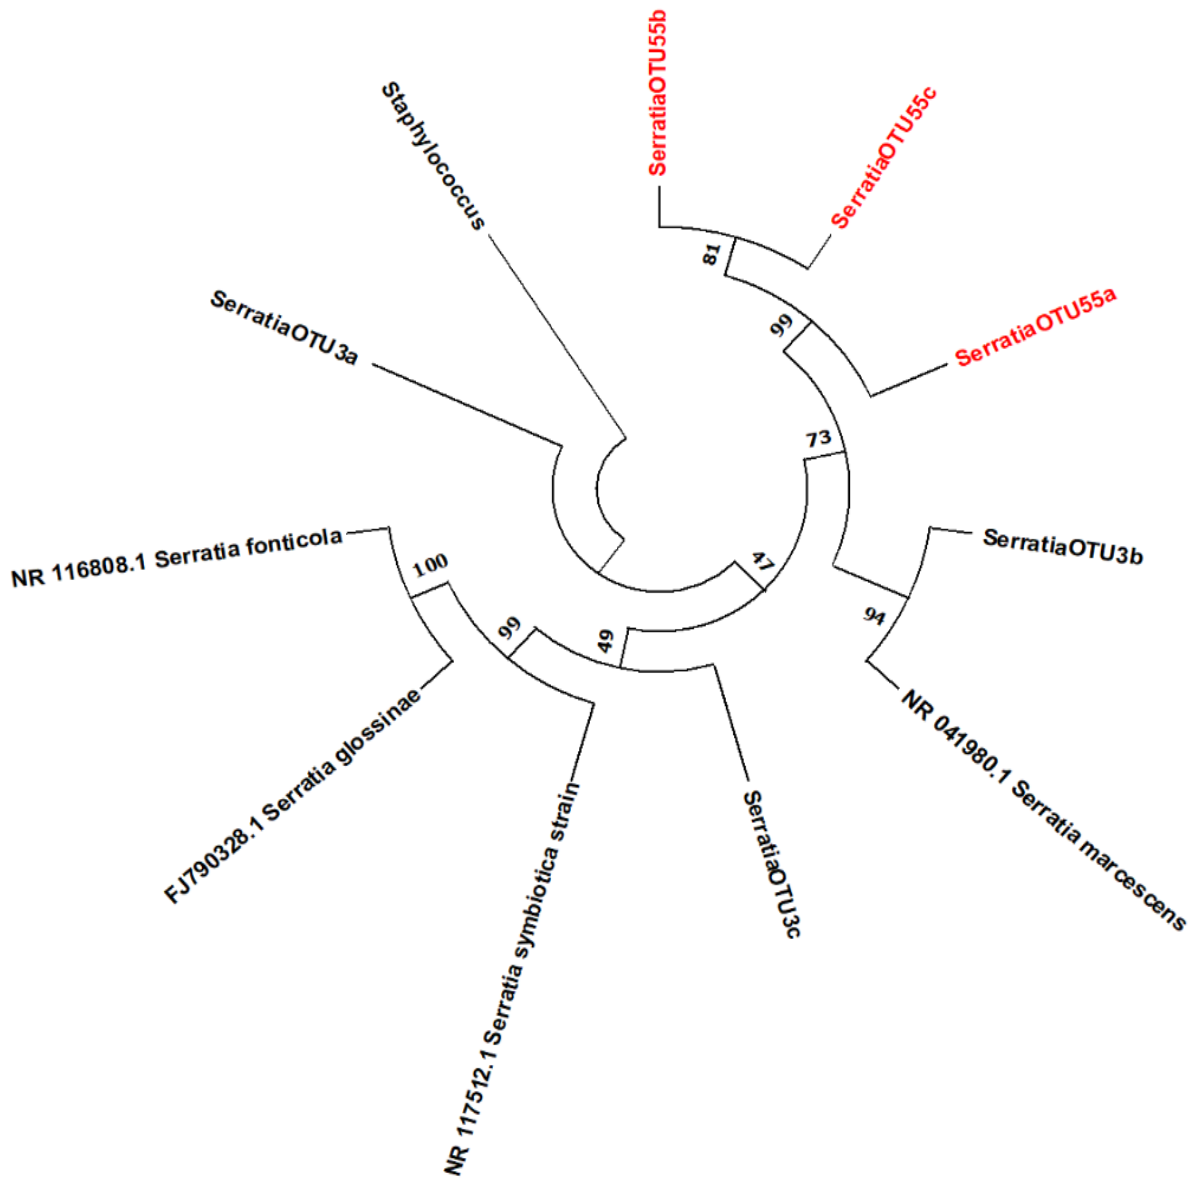 SerratiaOTU55b
SerratiaOTU55c
SerratiaOTU55a
SerratiaOTU3b
NR 041980.1 Serratia marcescens
SerratiaOTU3c
NR 117512.1 Serratia symbiotica strain
FJ790328.1 Serratia glossinae
NR 116808.1 Serratia fonticola
SerratiaOTU3a
Staphylococcus
81
99
73
94
47
49
99
100